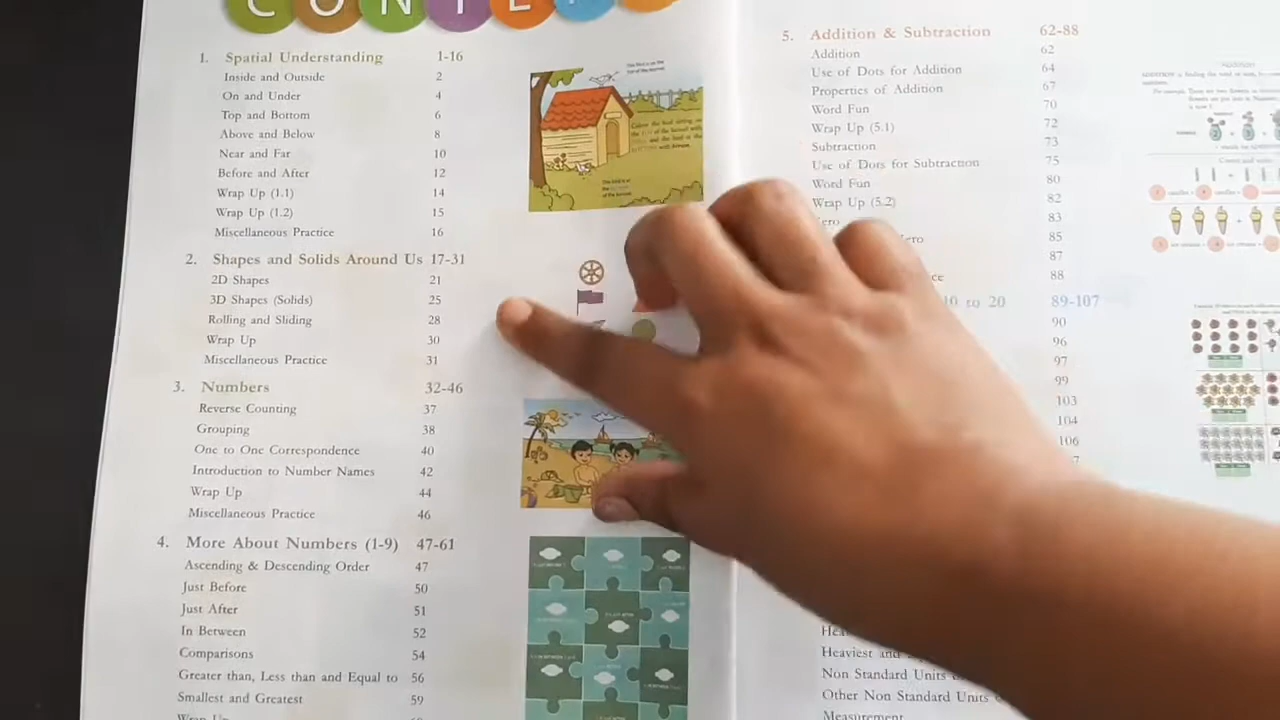 CONTE
1. Spatial Understanding 1-16
Inside and Outside 2
On and Under 4
Top and Bottom 6
Above and Below 8
Near and Far 10
Before and After 12
Wrap Up (1.1) 14
Wrap Up (1.2) 15
Miscellaneous Practice 16
2. Shapes and Solids Around Us 17-31
2D Shapes 21
3D Shapes (Solids) 25
Rolling and Sliding 28
Wrap Up 30
Miscellaneous Practice 31
3. Numbers 32-46
Reverse Counting 37
Grouping 38
One to One Correspondence 40
Introduction to Number Names 42
Wrap Up 44
Miscellaneous Practice 46
4. More About Numbers (1-9) 47-61
Ascending & Descending Order 47
Just Before 50
Just After 51
In Between 52
Comparisons 54
Greater than, Less than and Equal to 56
Smallest and Greatest 59
Wrap Up
5. Addition & Subtraction 62-88
Addition 62
Use of Dots for Addition 64
Properties of Addition 67
Word Fun 70
Wrap Up (5.1) 72
Subtraction 73
Use of Dots for Subtraction 75
Word Fun 80
Wrap Up (5.2) 82
83
85
87
88
10 to 20 89-107
90
96
97
99
103
104
106
Heaviest and
Non Standard Units
Other Non Standard Units
Measurement
ADDITION